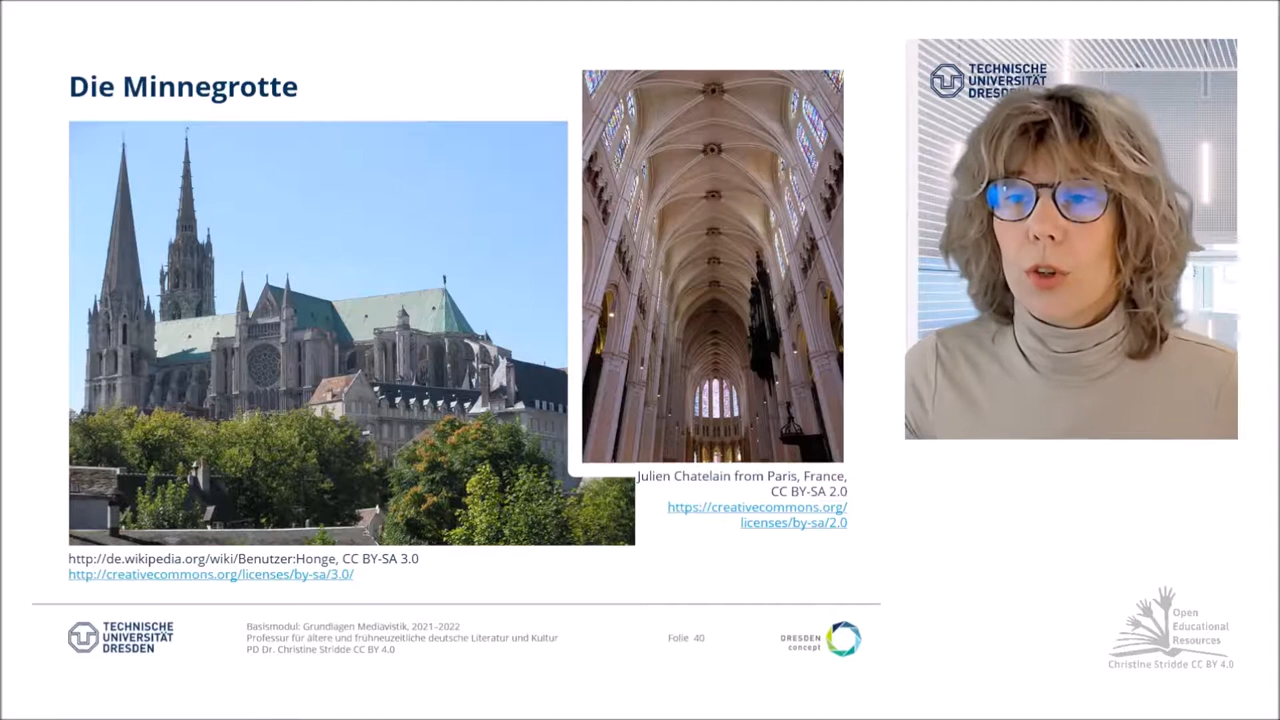 Die Minnegrotte
Julien Chatelain from Paris, France,
CC BY-SA 2.0
https://creativecommons.org/
licenses/by-sa/2.0
http://de.wikipedia.org/wiki/Benutzer:Honge, CC BY-SA 3.0
http://creativecommons.org/licenses/by-sa/3.0/
TECHNISCHE
UNIVERSITÄT
DRESDEN
Basismodul: Grundlagen Mediävistik, 2021–2022
Professur für ältere und frühneuzeitliche deutsche Literatur und Kultur
PD Dr. Christine Stridde CC BY 4.0
Folie 40
DRESDEN
concept
TECHNISCHE
UNIVERSITÄT
DRESDEN
Open
Educational
Resources
Christine Stridde CC BY 4.0